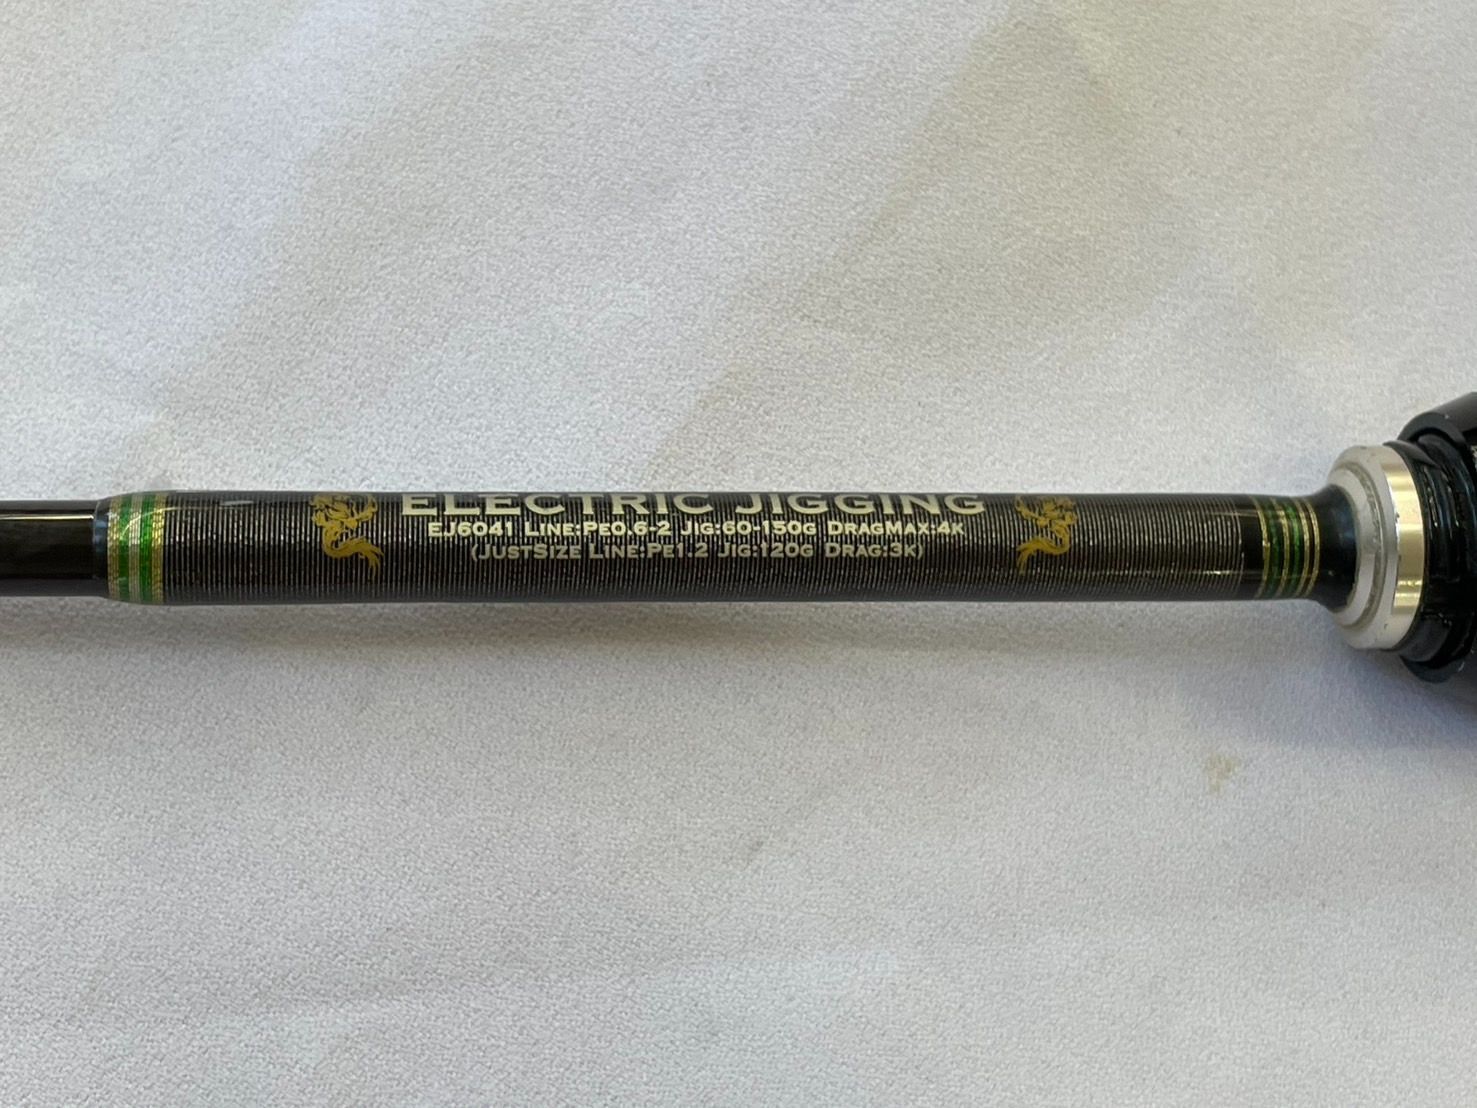 ELECTRIC JIGGING
EJ6041 LINE:PE0.6-2 JIG:60-150G DRAGMAX:4K
(JUSTSIZE LINE:PE1.2 JIG:120G DRAG:3K)